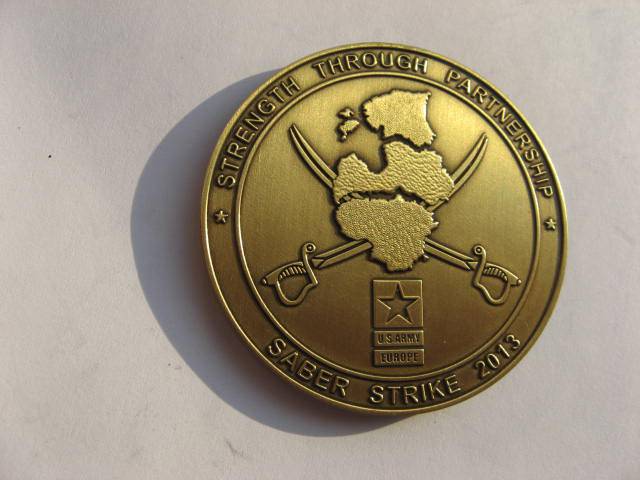 STRENGTH THROUGH PARTNERSHIP
U.S.ARMY
EUROPE
SABER STRIKE 2013